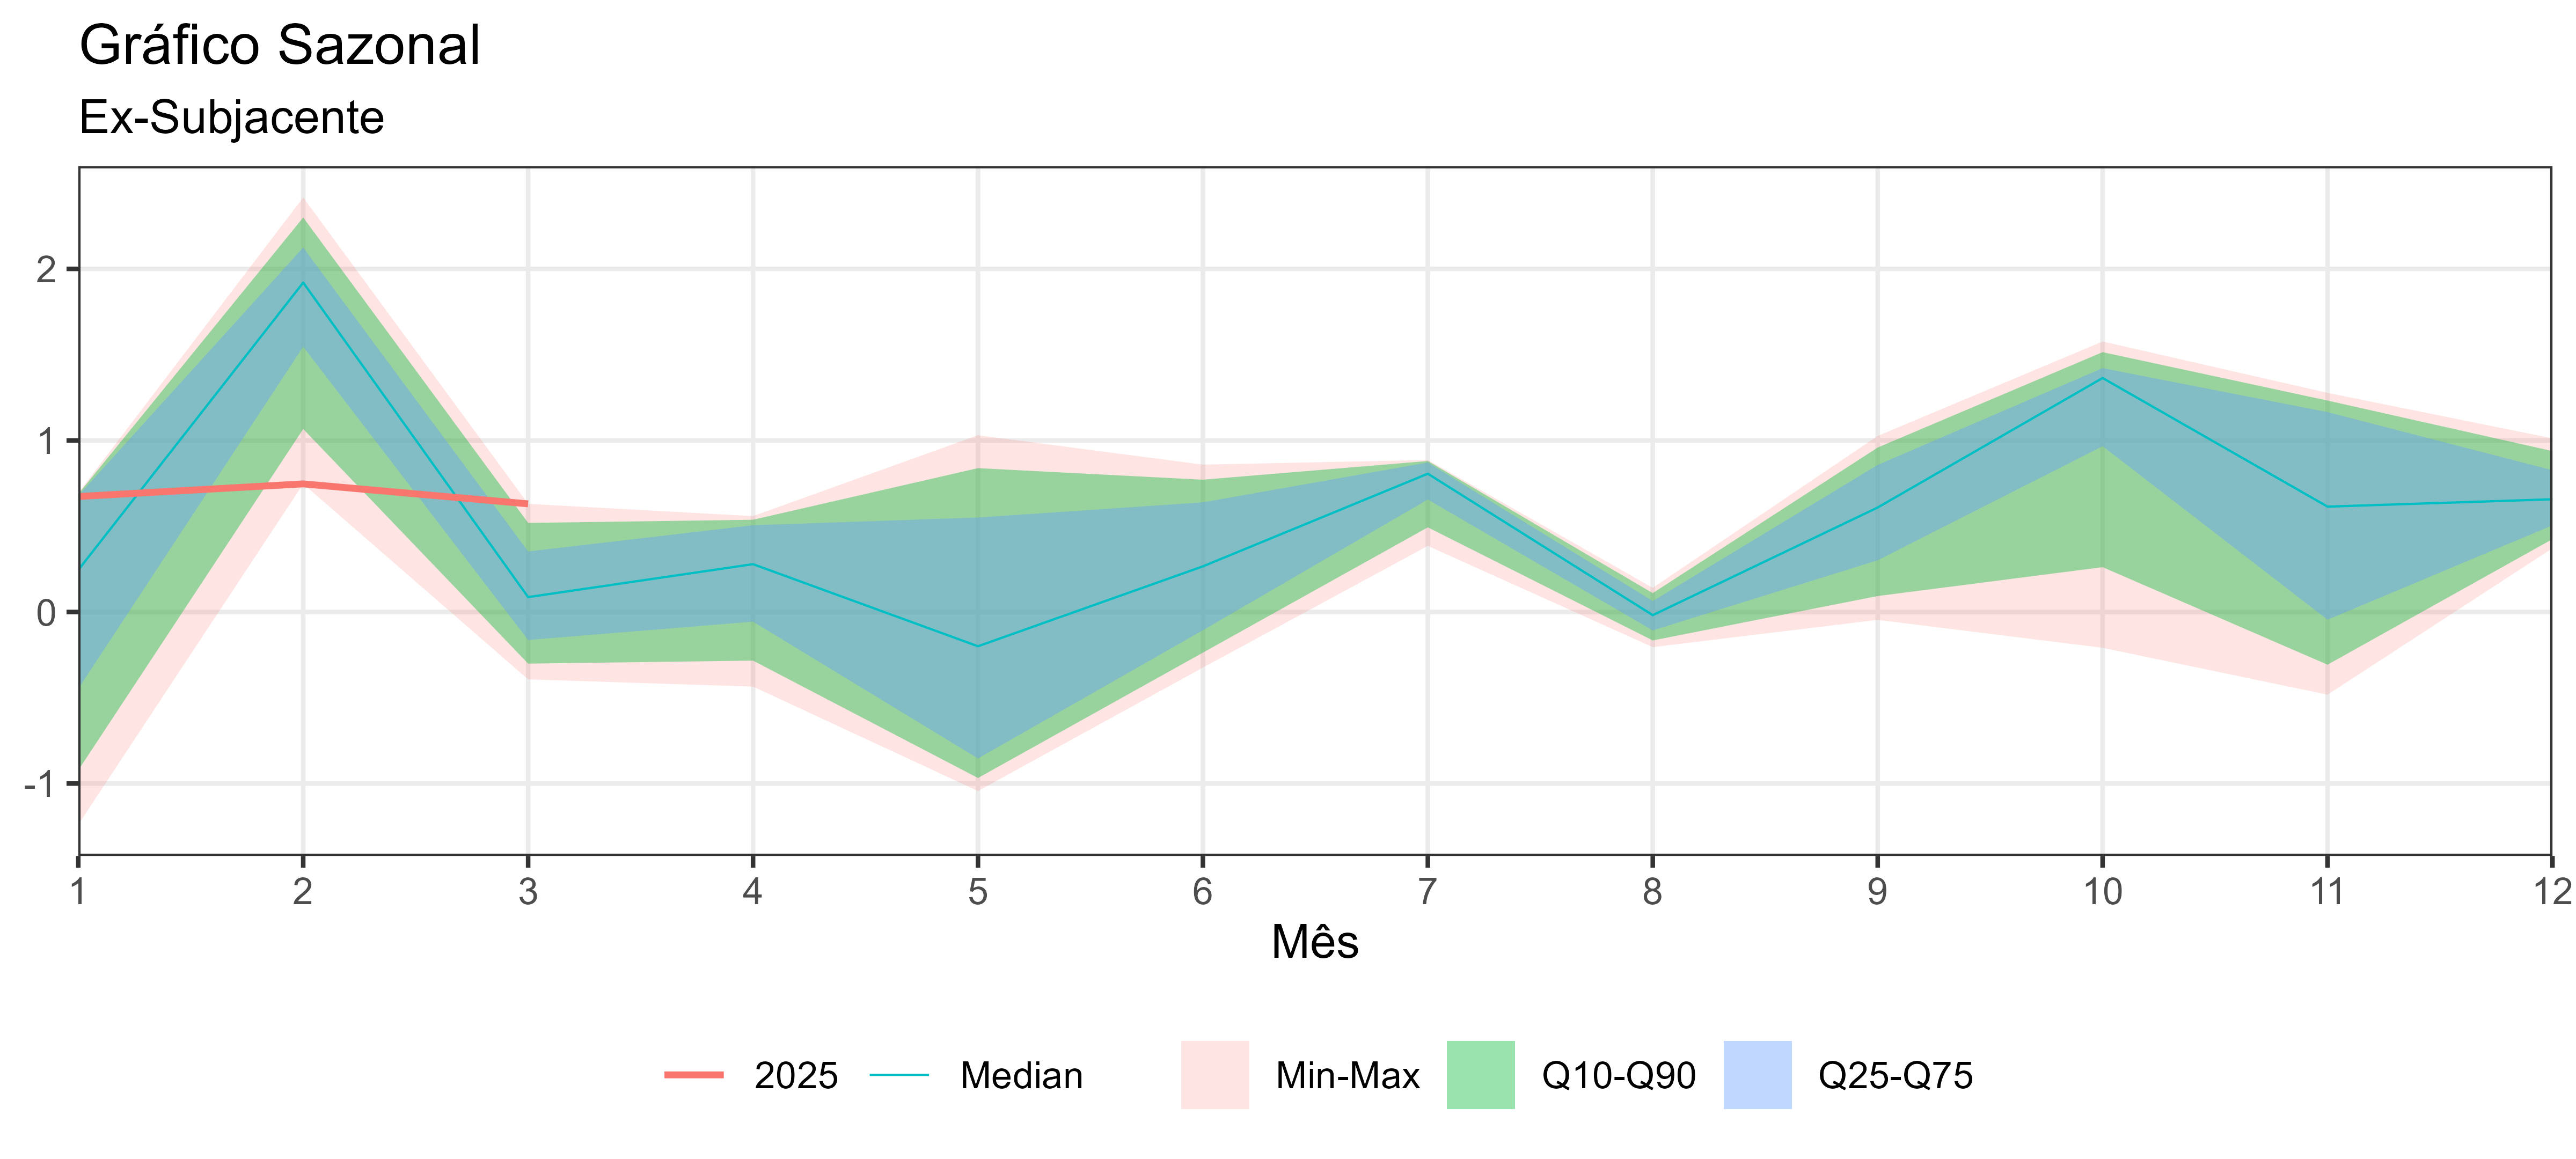 Gráfico Sazonal
Ex-Subjacente
2
1
0
-1
1 2 3 4 5 6 7 8 9 10 11 12
Mês
2025 Median Min-Max Q10-Q90 Q25-Q75